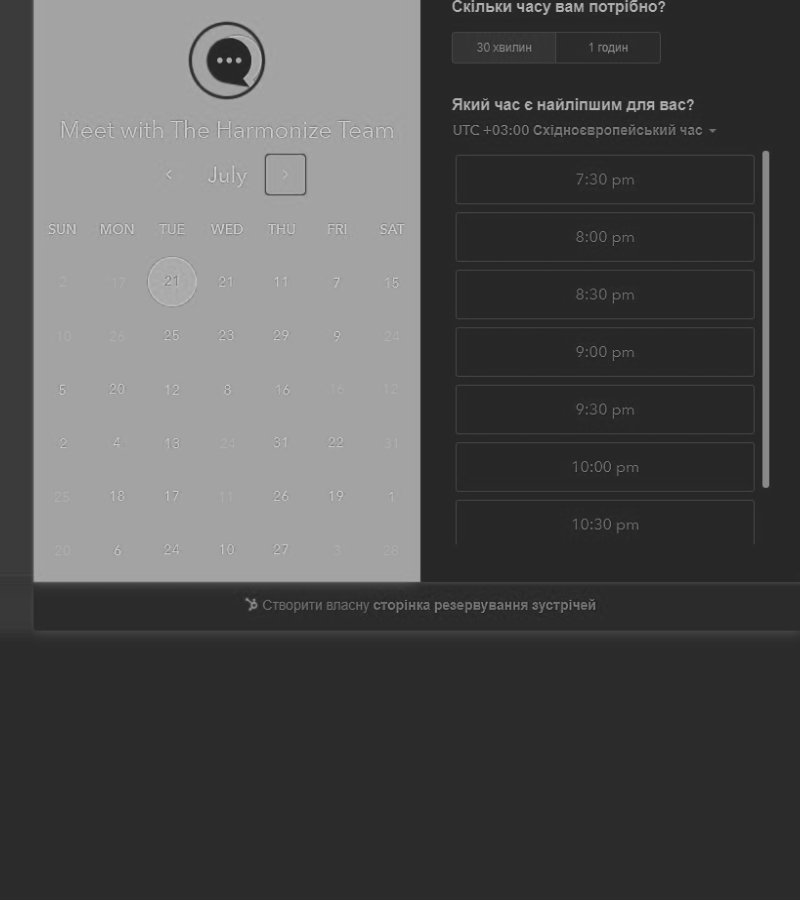 Скільки часу вам потрібно?
30 хвилин 1 годин
Який час є найліпшим для вас?
UTC +03:00 Східноєвропейський час
7:30 pm
8:00 pm
8:30 pm
9:00 pm
9:30 pm
10:00 pm
10:30 pm
Meet with The Harmonize Team
July
SUN MON TUE WED THU FRI SAT
2 17 21 21 11 7 15
10 26 25 23 29 9 24
5 20 12 8 16 16 12
2 4 13 24 31 22 31
25 18 17 11 26 19 1
20 6 24 10 27 3 28
Створити власну сторінка резервування зустрічей